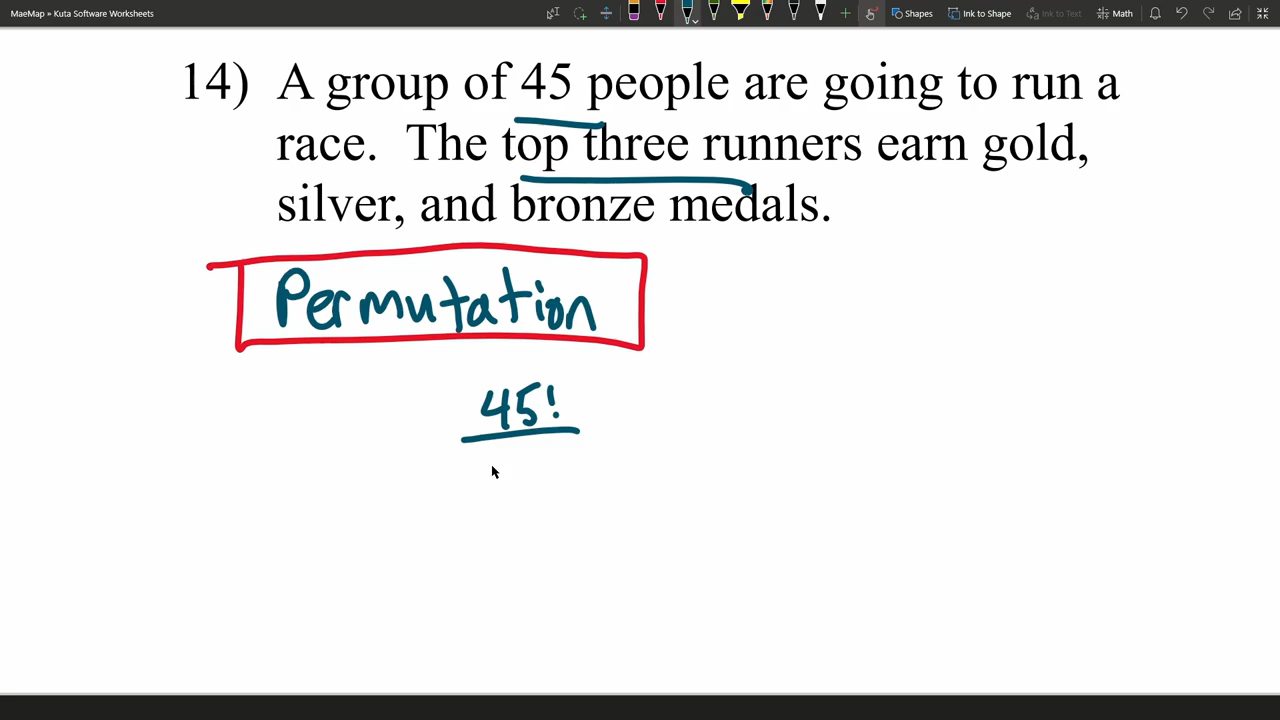 MaeMap » Kuta Software Worksheets
Shapes
Ink to Shape
Ink to Text
Math
14) A group of 45 people are going to run a
race. The top three runners earn gold,
silver, and bronze medals.
Permutation
45!